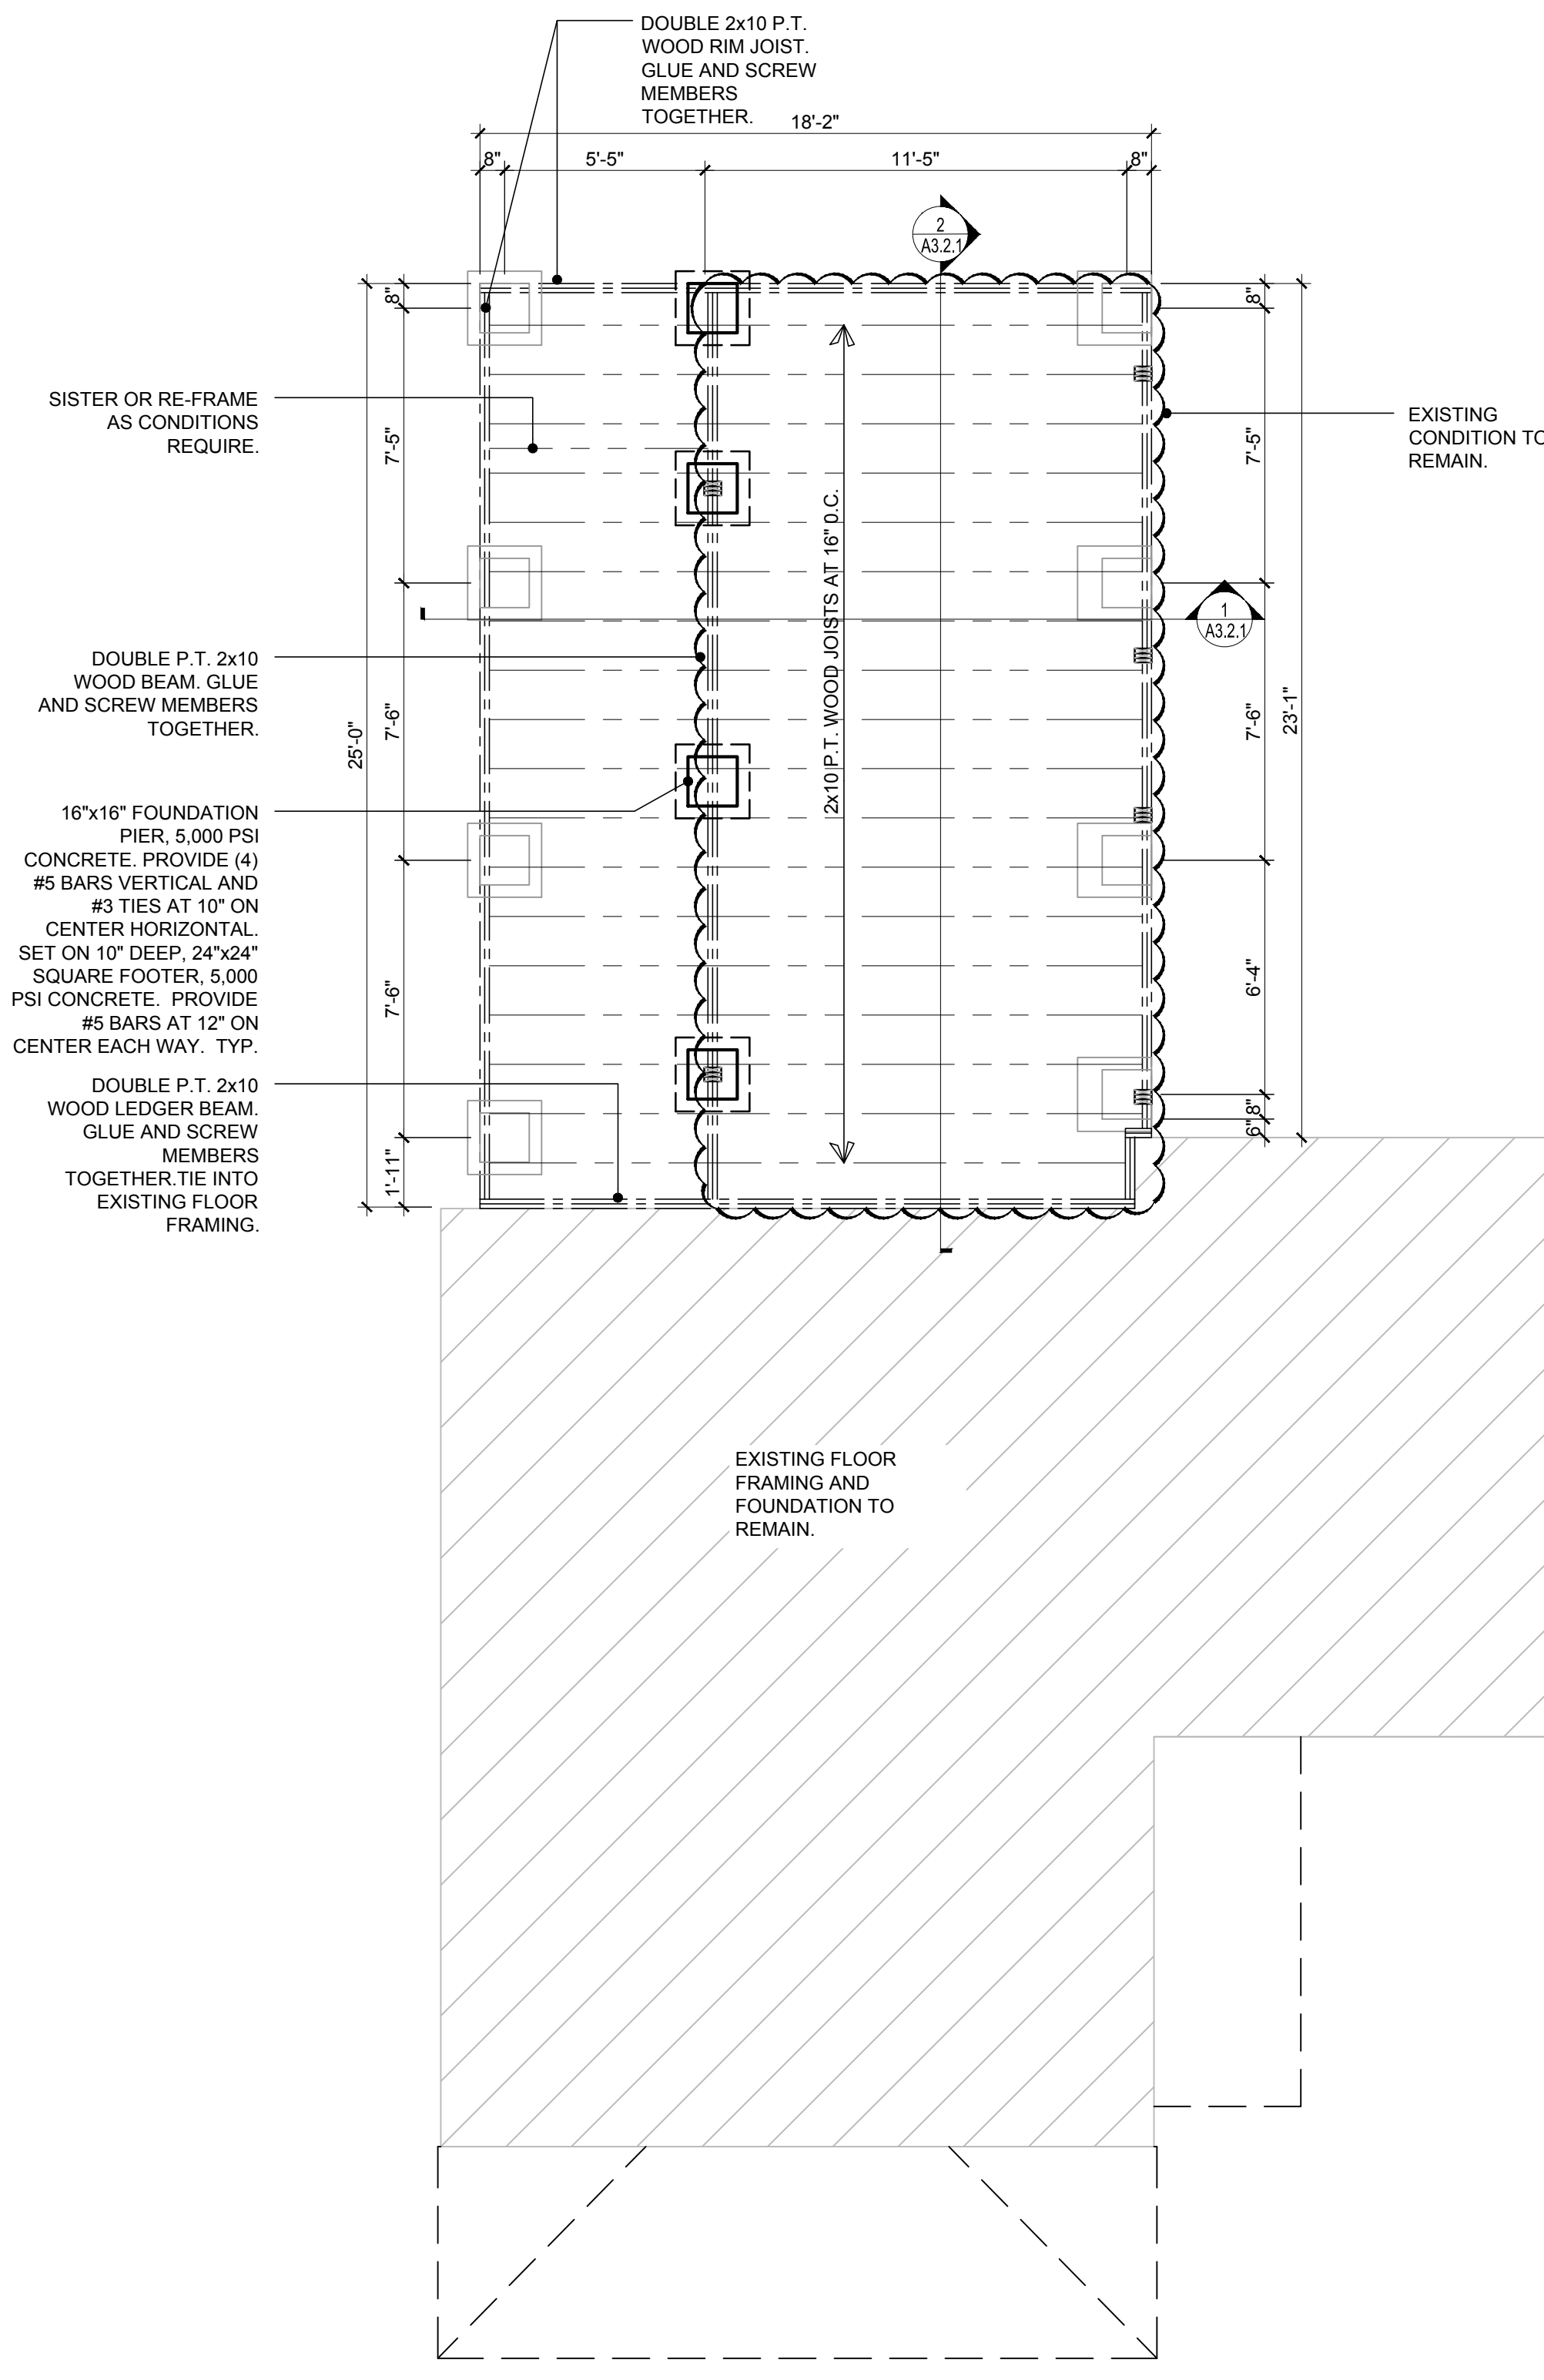 DOUBLE 2x10 P.T.
WOOD RIM JOIST.
GLUE AND SCREW
MEMBERS
TOGETHER.
18'-2"
8"
5'-5"
11'-5"
8"
2
A3.2.1
8"
8"
SISTER OR RE-FRAME
AS CONDITIONS
REQUIRE.
7'-5"
7'-5"
EXISTING
CONDITION TO
REMAIN.
2x10 P.T. WOOD JOISTS AT 16" 0.C.
1
A3.2.1
DOUBLE P.T. 2x10
WOOD BEAM. GLUE
AND SCREW MEMBERS
TOGETHER.
25'-0"
7'-6"
7'-6"
23'-1"
16"x16" FOUNDATION
PIER, 5,000 PSI
CONCRETE. PROVIDE (4)
#5 BARS VERTICAL AND
#3 TIES AT 10" ON
CENTER HORIZONTAL.
SET ON 10" DEEP, 24"x24"
SQUARE FOOTER, 5,000
PSI CONCRETE.  PROVIDE
#5 BARS AT 12" ON
CENTER EACH WAY.  TYP.
7'-6"
6'-4"
8"
6"
DOUBLE P.T. 2x10
WOOD LEDGER BEAM.
GLUE AND SCREW
MEMBERS
TOGETHER.TIE INTO
EXISTING FLOOR
FRAMING.
1'-11"
EXISTING FLOOR
FRAMING AND
FOUNDATION TO
REMAIN.